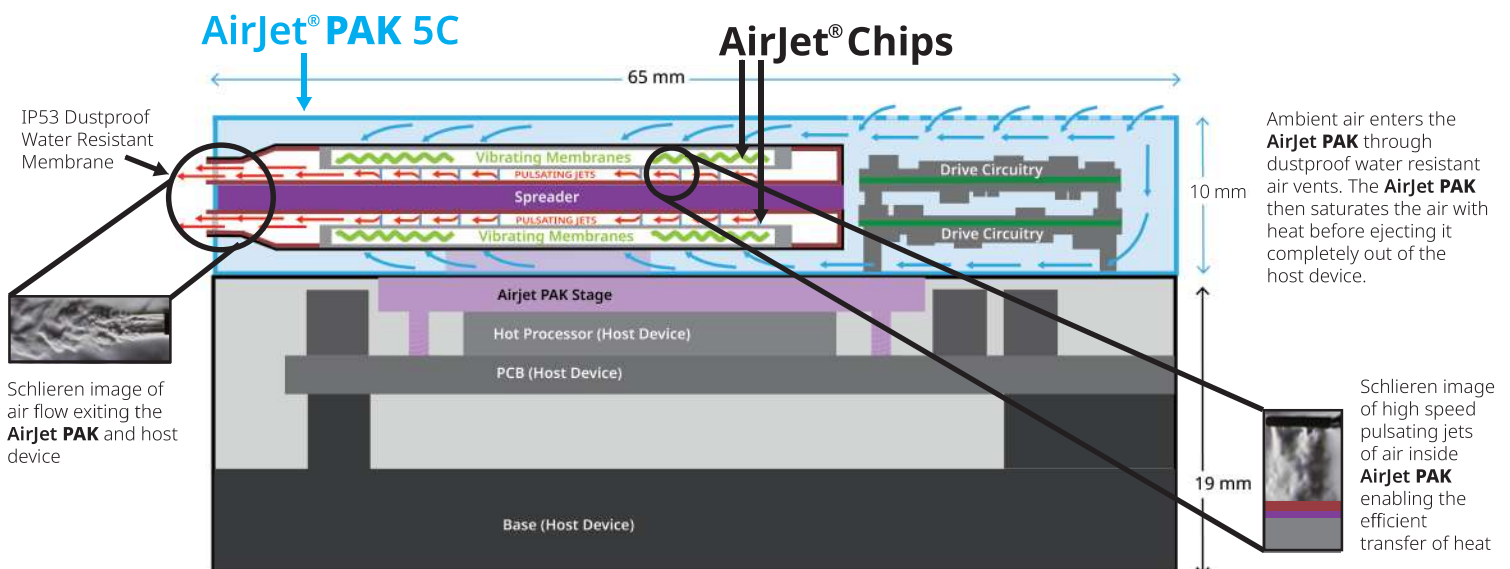 AirJet® PAK 5C
AirJet® Chips
65 mm
IP53 Dustproof
Water Resistant
Membrane
Vibrating Membranes
PULSATING JETS
Spreader
PULSATING JETS
Vibrating Membranes
Drive Circuitry
Drive Circuitry
10 mm
Ambient air enters the
AirJet PAK through
dustproof water resistant
air vents. The AirJet PAK
then saturates the air with
heat before ejecting it
completely out of the
host device.
Airjet PAK Stage
Hot Processor (Host Device)
PCB (Host Device)
Base (Host Device)
19 mm
Schlieren image of
air flow exiting the
AirJet PAK and host
device
Schlieren image
of high speed
pulsating jets
of air inside
AirJet PAK
enabling the
efficient
transfer of heat